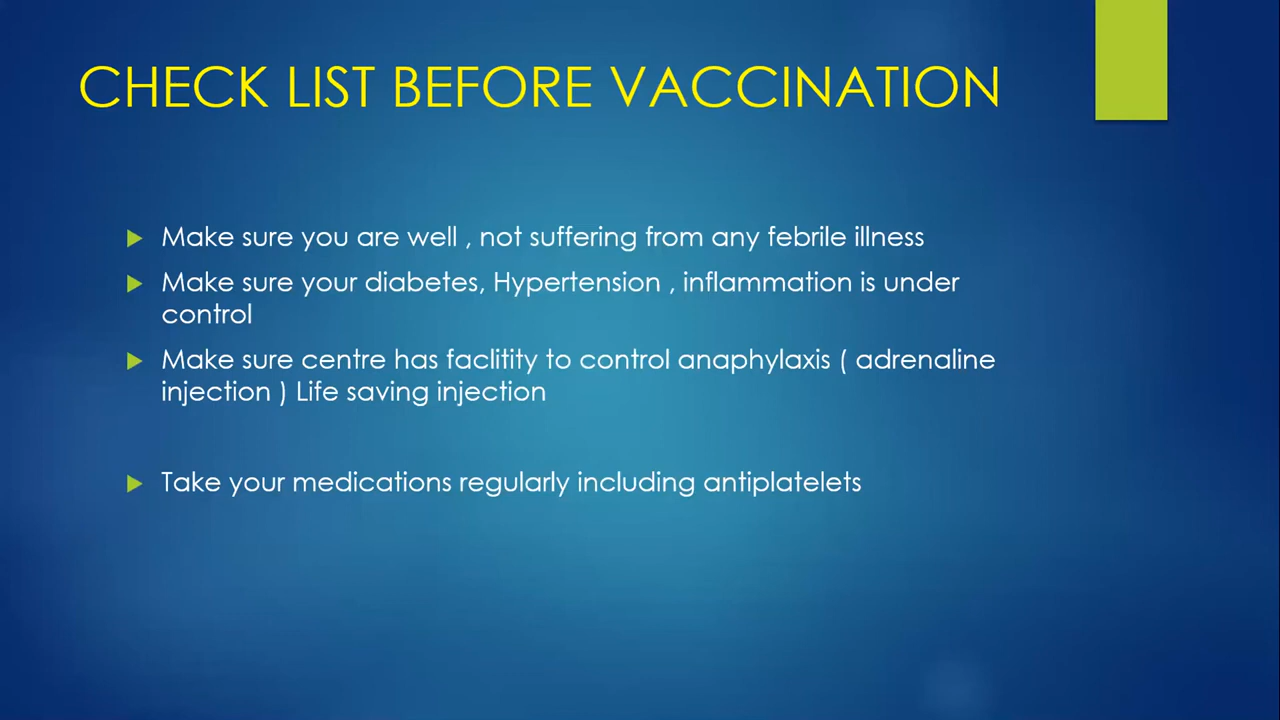 CHECK LIST BEFORE VACCINATION
Make sure you are well , not suffering from any febrile illness
Make sure your diabetes, Hypertension , inflammation is under
control
Make sure centre has faclitity to control anaphylaxis ( adrenaline
injection ) Life saving injection
Take your medications regularly including antiplatelets